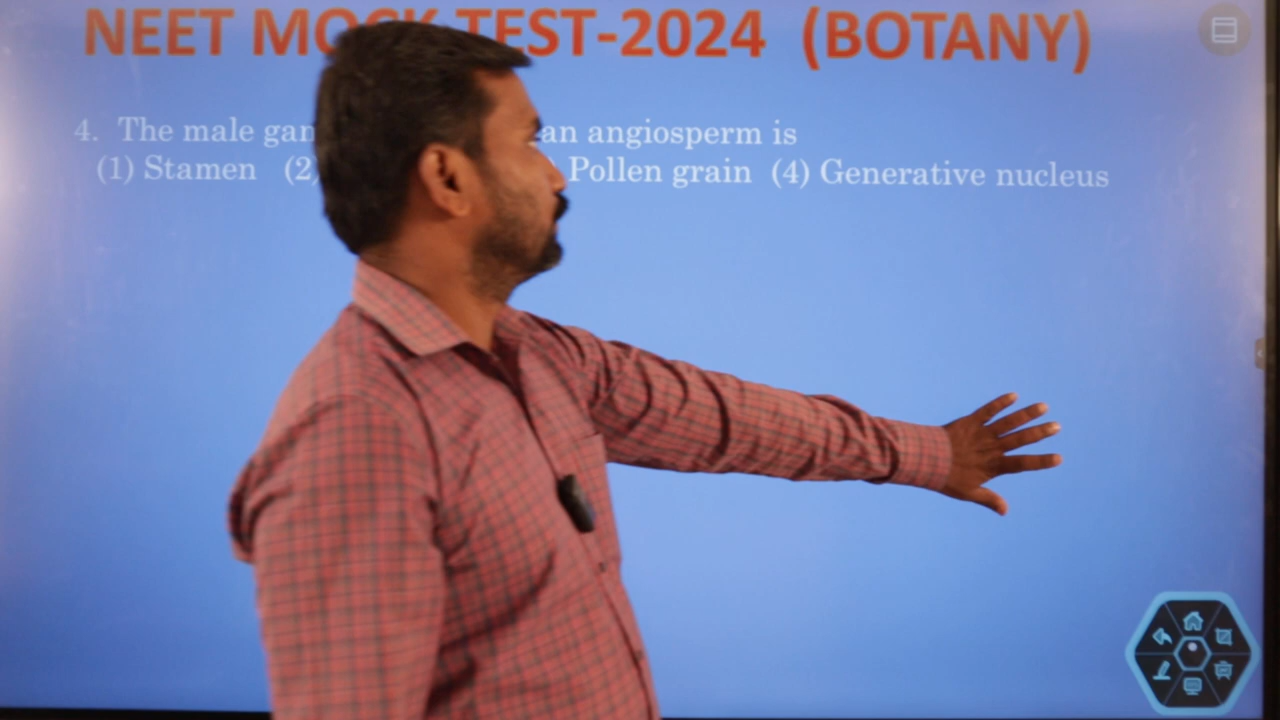 NEET MOCK TEST-2024 (BOTANY)
4. The male an angiosperm is
(1) Stamen (2) Pollen grain (4) Generative nucleus